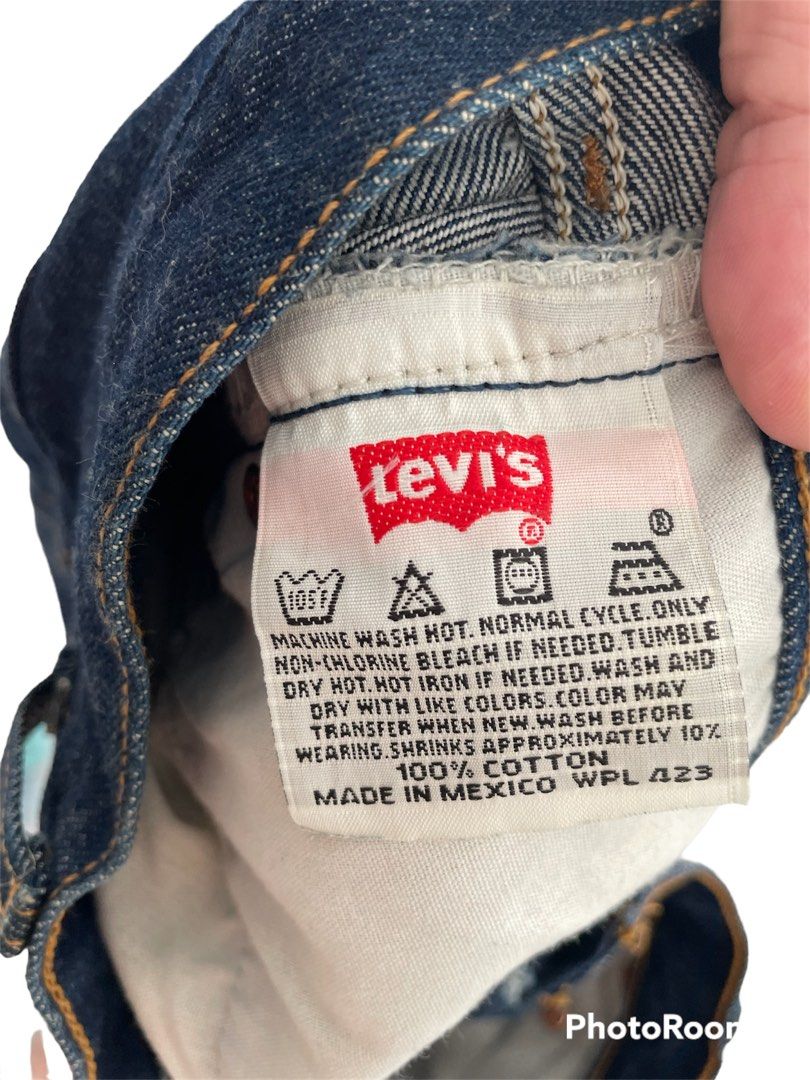 Levi's
®
®
105F
MACHINE WASH HOT. NORMAL CYCLE. ONLY
NON-CHLORINE BLEACH IF NEEDED. TUMBLE
DRY HOT. HOT IRON IF NEEDED. WASH AND
DRY WITH LIKE COLORS. COLOR MAY
TRANSFER WHEN NEW. WASH BEFORE
WEARING. SHRINKS APPROXIMATELY 10%
100% COTTON
MADE IN MEXICO WPL 423
PhotoRoom